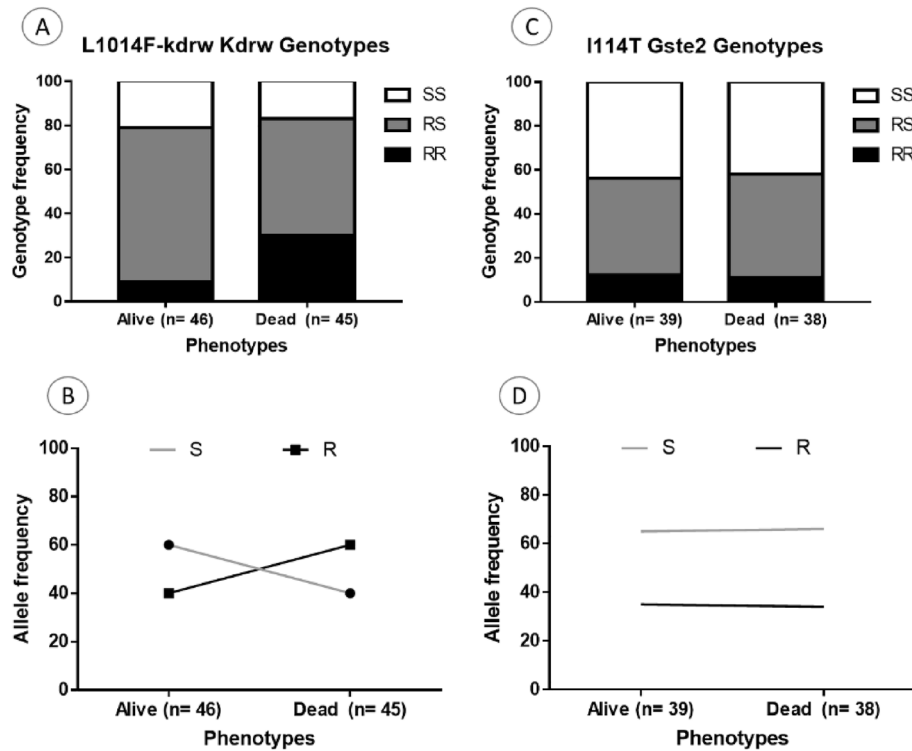 A
L1014F-kdrw Kdrw Genotypes
Genotype frequency
100
80
60
40
20
0
SS
RS
RR
Alive (n= 46)
Dead (n= 45)
Phenotypes
C
I114T Gste2 Genotypes
Genotype frequency
100
80
60
40
20
0
SS
RS
RR
Alive (n= 39)
Dead (n= 38)
Phenotypes
B
Allele frequency
100
80
60
40
20
0
S
R
Alive (n= 46)
Dead (n= 45)
Phenotypes
D
Allele frequency
100
80
60
40
20
0
S
R
Alive (n= 39)
Dead (n= 38)
Phenotypes